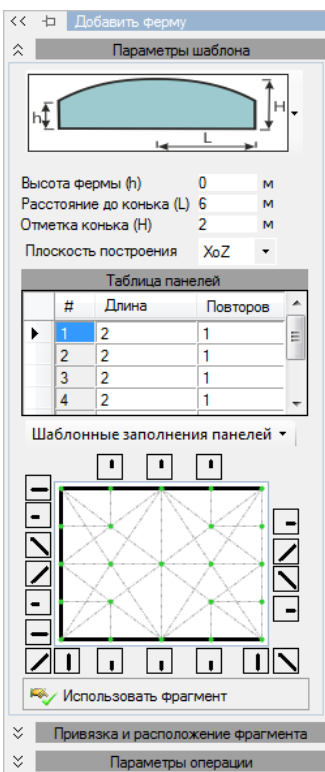 << Добавить ферму
Параметры шаблона
h H
L
Высота фермы (h) 0 м
Расстояние до конька (L) 6 м
Отметка конька (H) 2 м
Плоскость построения XoZ
Таблица панелей
# Длина Повторов
1 2 1
2 2 1
3 2 1
4 2 1
Шаблонные заполнения панелей
Использовать фрагмент
Привязка и расположение фрагмента
Параметры операции